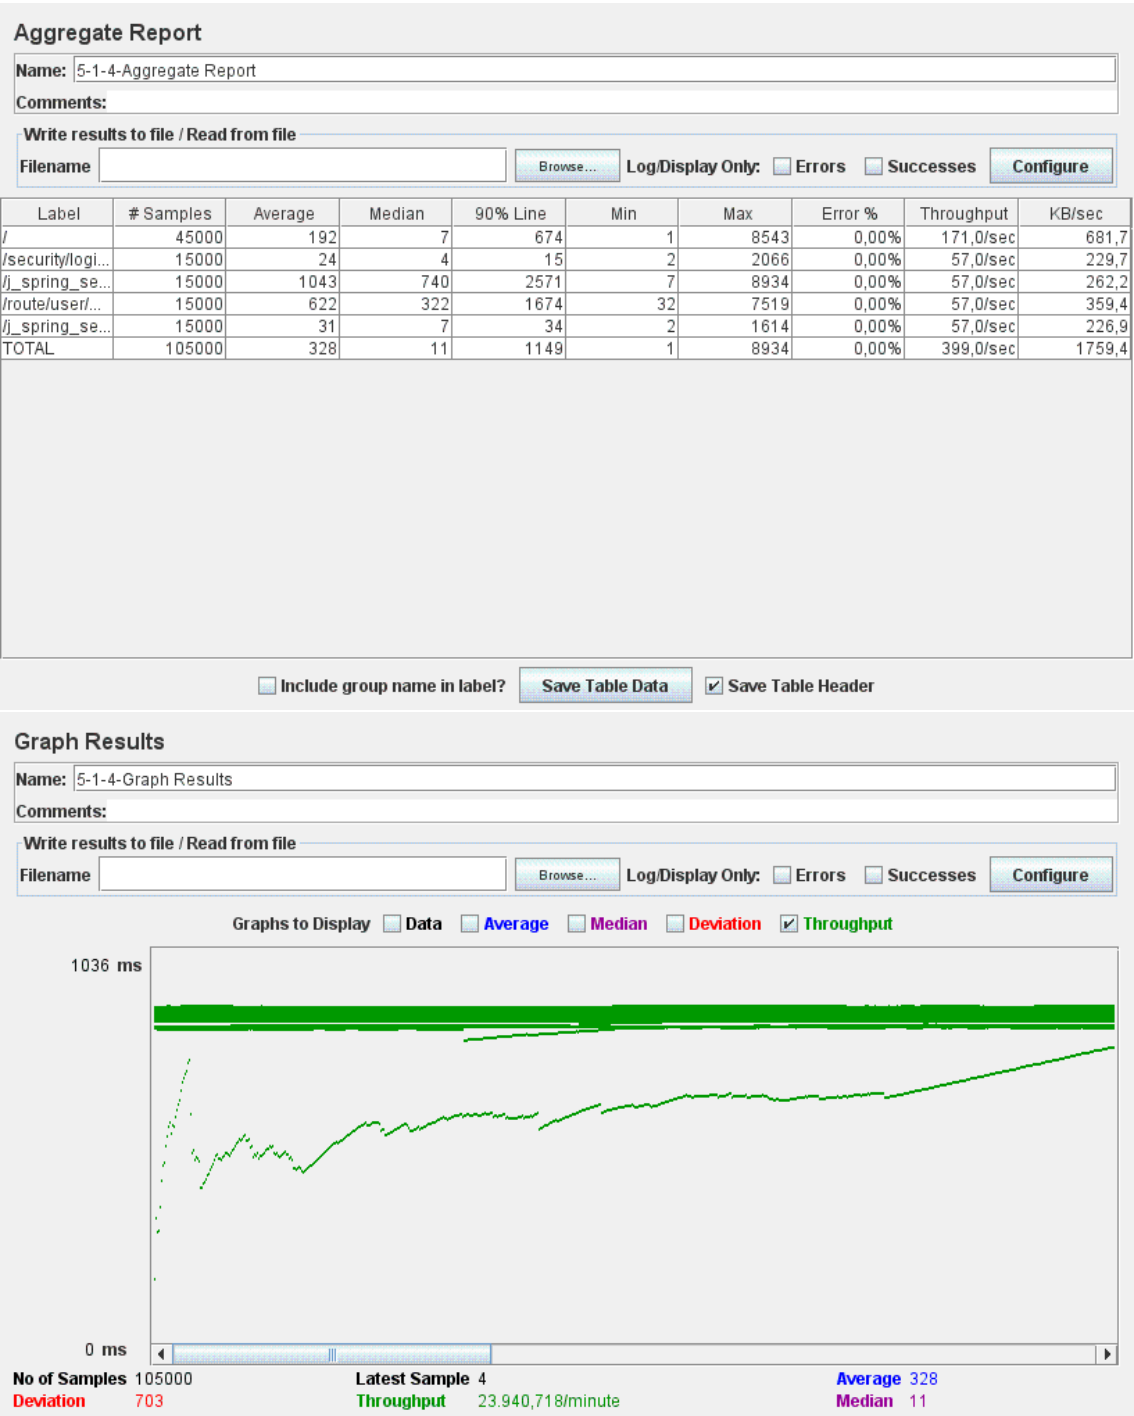 Aggregate Report
Name: 5-1-4-Aggregate Report
Comments:
Write results to file / Read from file
Filename Browse... Log/Display Only: Errors Successes Configure
Label # Samples Average Median 90% Line Min Max Error % Throughput KB/sec
/ 45000 192 7 674 1 8543 0,00% 171,0/sec 681,7
/security/logi... 15000 24 4 15 2 2066 0,00% 57,0/sec 229,7
/j_spring_se... 15000 1043 740 2571 7 8934 0,00% 57,0/sec 262,2
/route/user/... 15000 622 322 1674 32 7519 0,00% 57,0/sec 359,4
/j_spring_se... 15000 31 7 34 2 1614 0,00% 57,0/sec 226,9
TOTAL 105000 328 11 1149 1 8934 0,00% 399,0/sec 1759,4
Include group name in label? Save Table Data Save Table Header
Graph Results
Name: 5-1-4-Graph Results
Comments:
Write results to file / Read from file
Filename Browse... Log/Display Only: Errors Successes Configure
Graphs to Display Data Average Median Deviation Throughput
1036 ms
0 ms
No of Samples 105000 Latest Sample 4 Average 328
Deviation 703 Throughput 23.940,718/minute Median 11